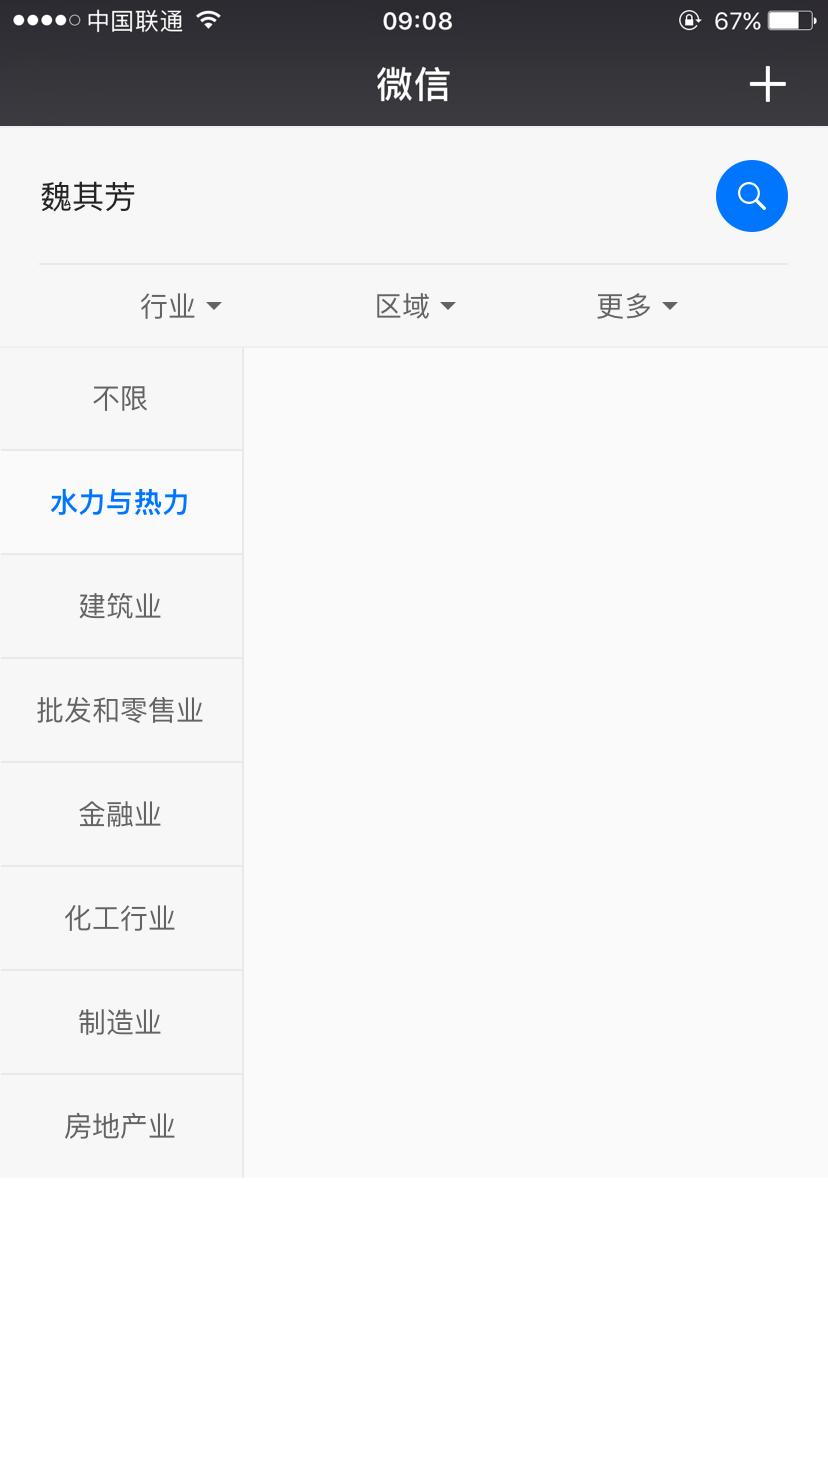 中国联通 09:08 67%
微信
魏其芳
行业 区域 更多
不限
水力与热力
建筑业
批发和零售业
金融业
化工行业
制造业
房地产业